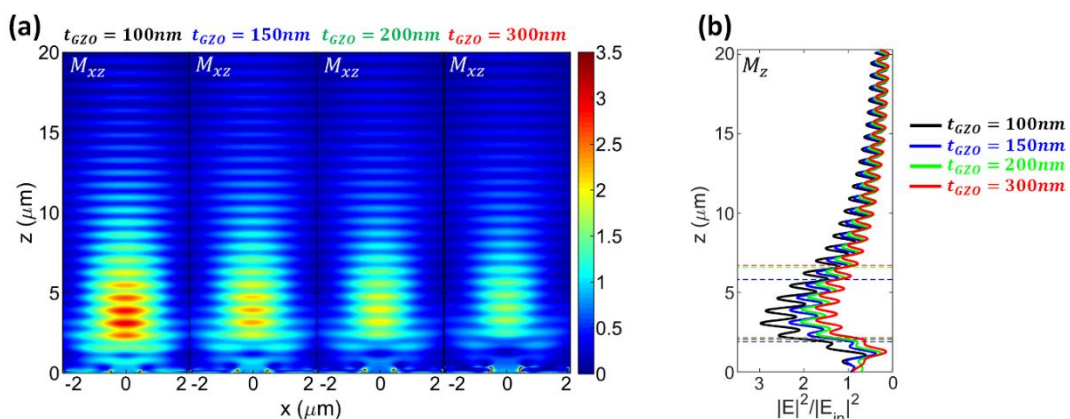 (a)
t_GZO = 100nm t_GZO = 150nm t_GZO = 200nm t_GZO = 300nm
M_xz M_xz M_xz M_xz
20
15
10
5
0
z (μm)
-2 0 2 -2 0 2 -2 0 2 -2 0 2
x (μm)
3.5
3
2.5
2
1.5
1
0.5
0
(b)
M_z
20
15
10
5
0
z (μm)
3 2 1 0
|E|²/|E_in|²
t_GZO = 100nm
t_GZO = 150nm
t_GZO = 200nm
t_GZO = 300nm